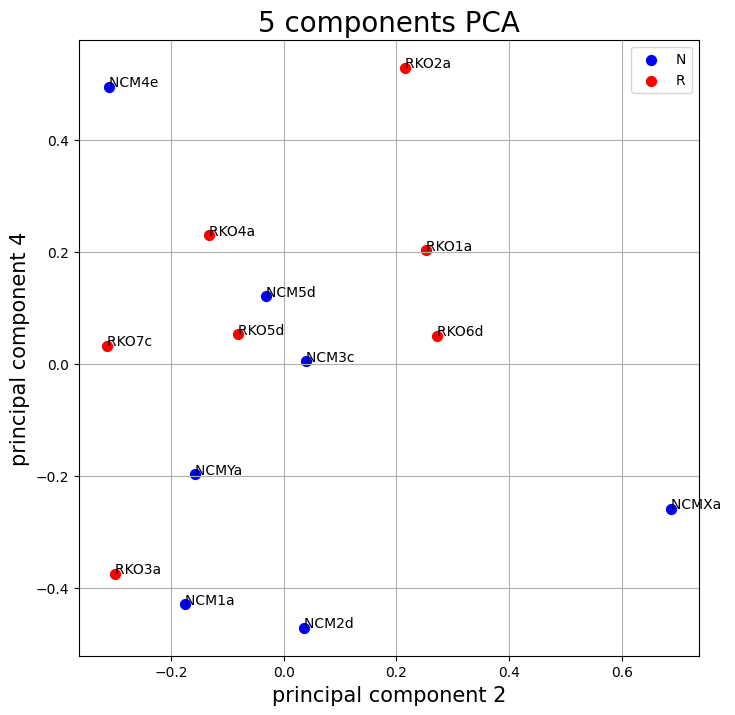 5 components PCA
N
R
RKO2a
NCM4e
RKO4a
RKO1a
NCM5d
RKO5d
RKO6d
RKO7c
NCM3c
NCMYa
NCMXa
RKO3a
NCM1a
NCM2d
0.4
0.2
0.0
−0.2
−0.4
principal component 4
−0.2
0.0
0.2
0.4
0.6
principal component 2